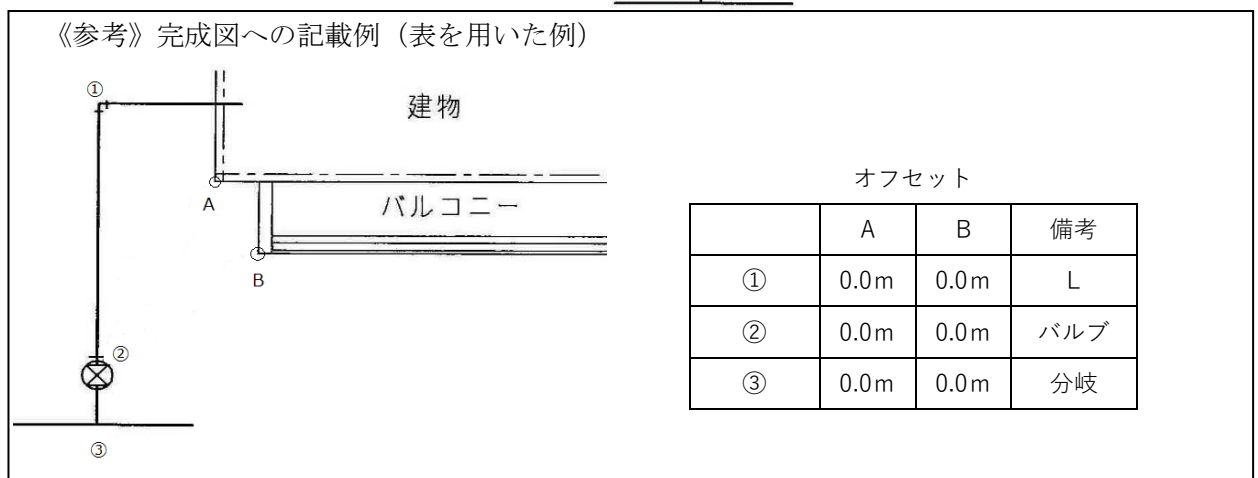 《参考》完成図への記載例（表を用いた例）
①
建物
A
バルコニー
B
②
③
オフセット
A B 備考
① 0.0m 0.0m L
② 0.0m 0.0m バルブ
③ 0.0m 0.0m 分岐